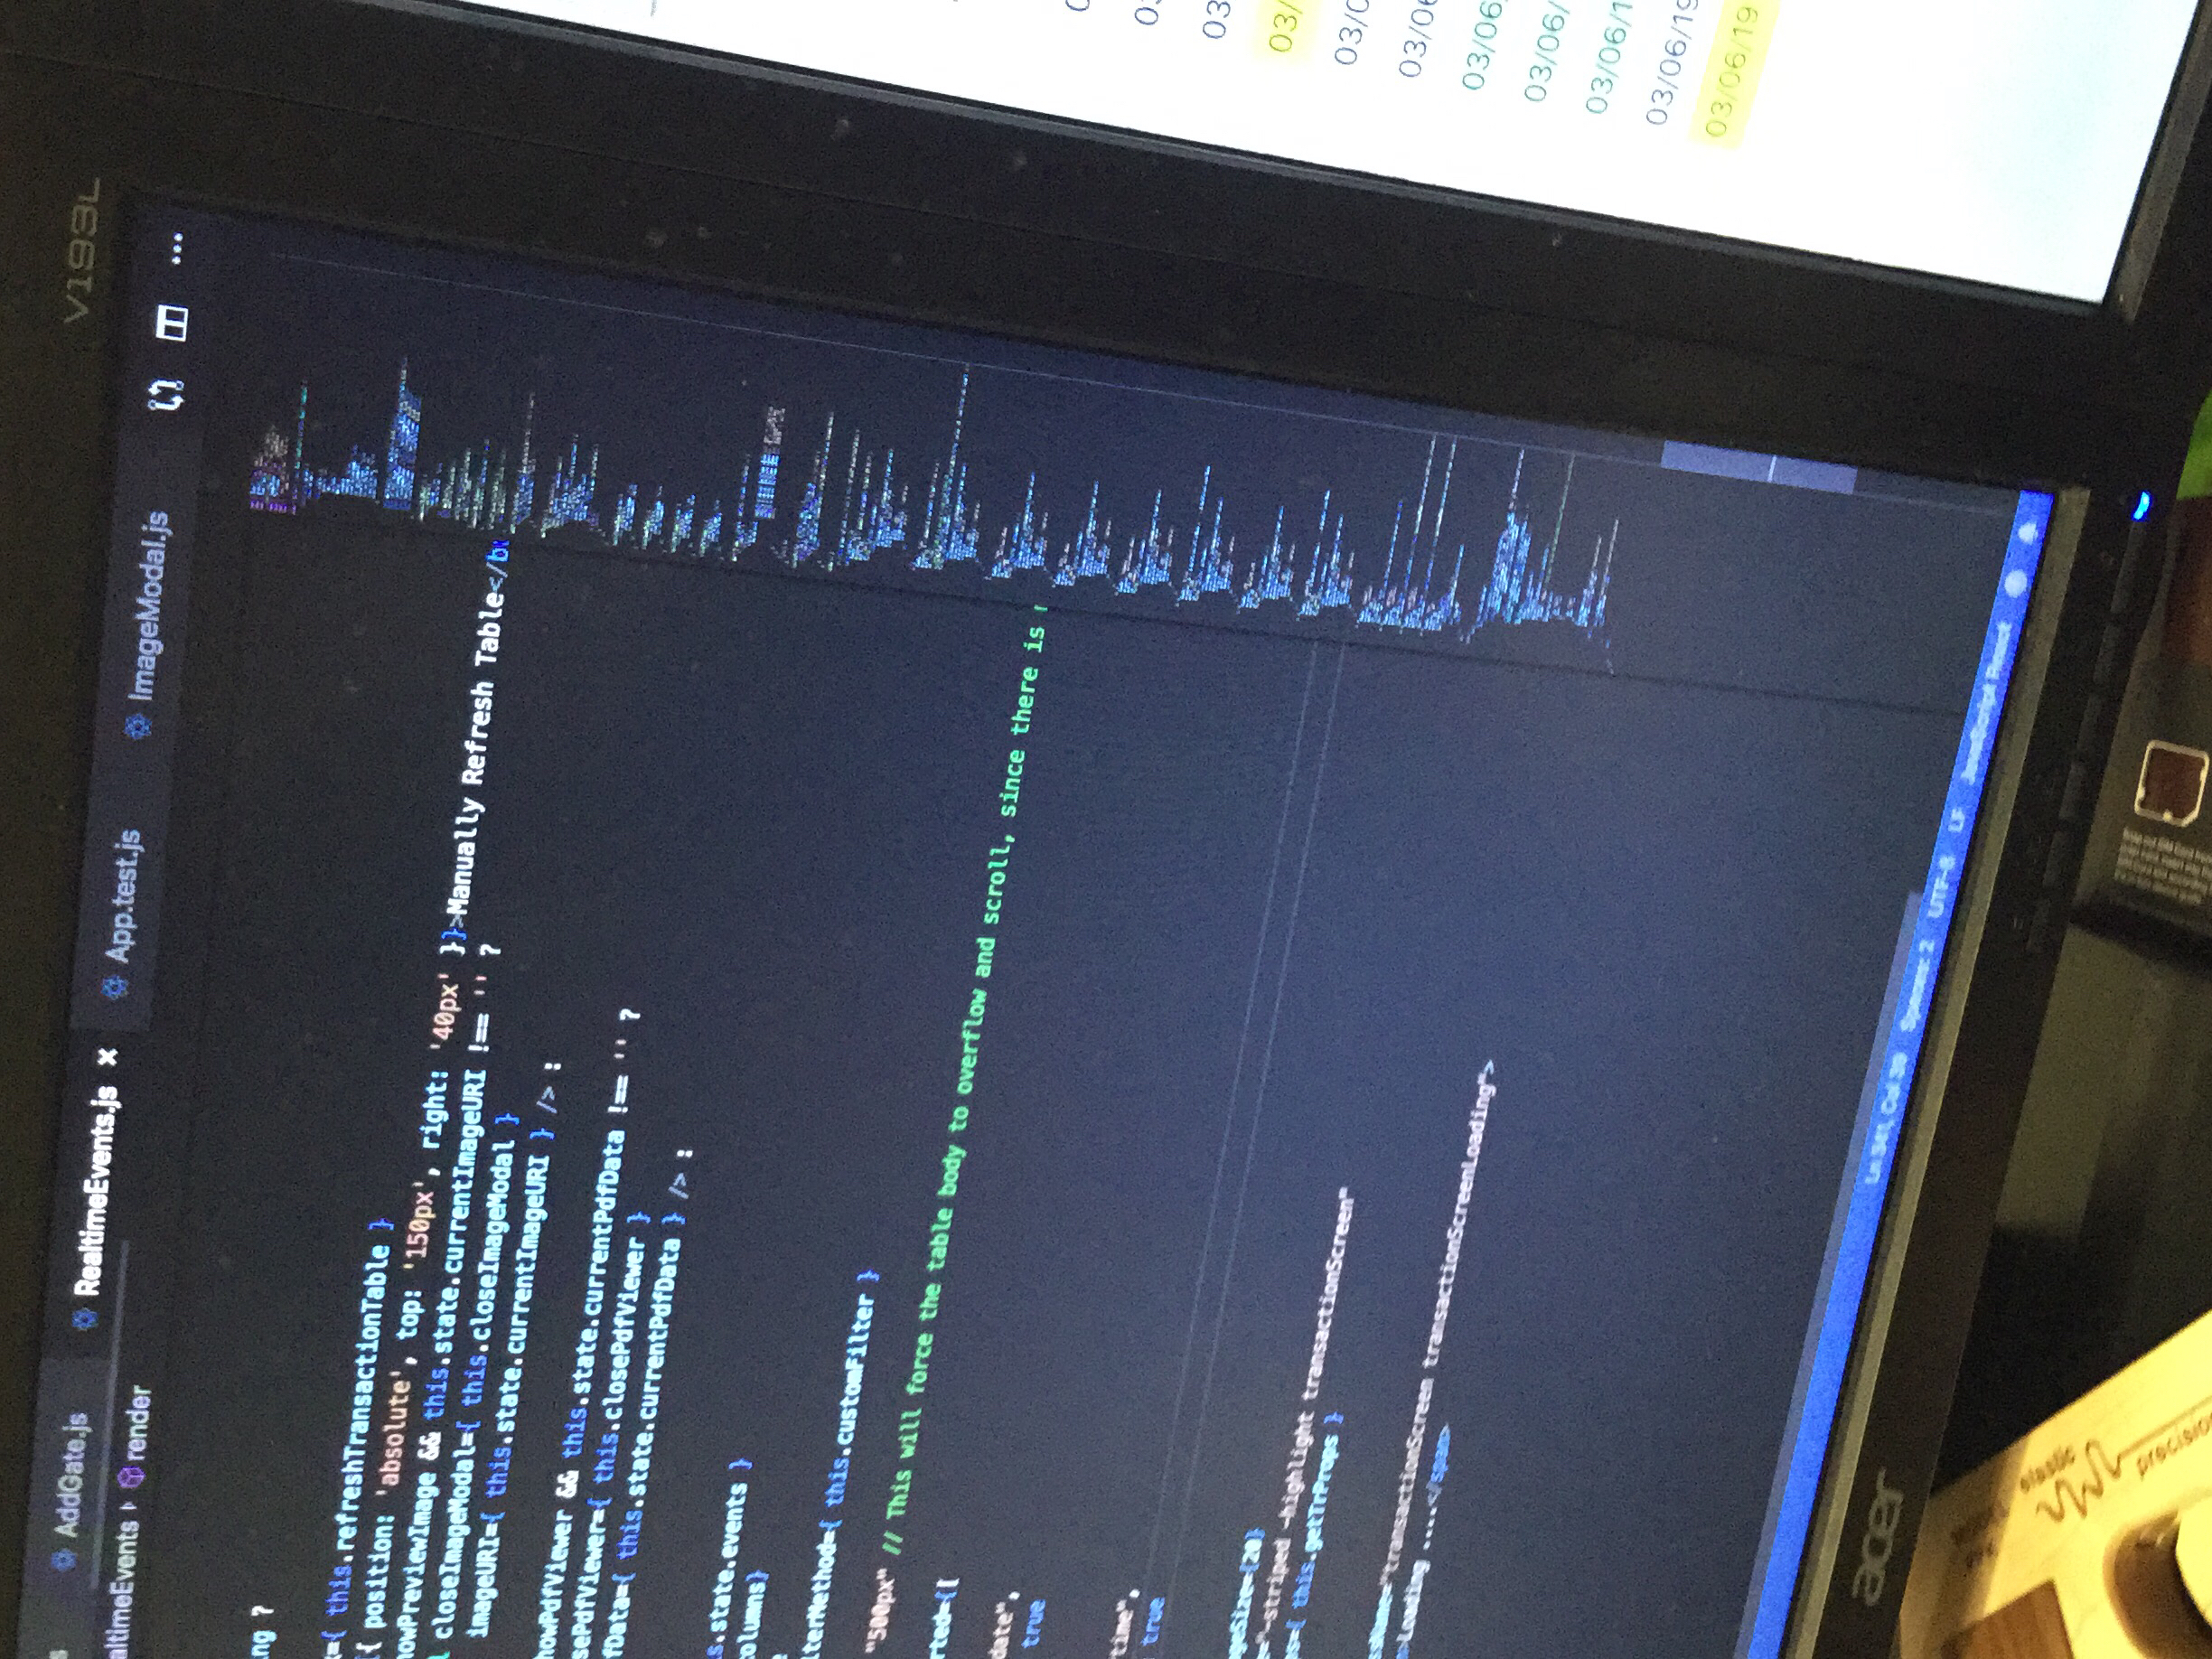 V193L
AddGate.js RealtimeEvents.js × App.test.js ImageModal.js ...
altimeEvents render
ng ?
={ this.refreshTransactionTable }
{ position: 'absolute', top: '150px', right: '40px' }}>Manually Refresh Table</b
howPreviewImage && this.state.currentImageURI !== '' ?
l closeImageModal={ this.closeImageModal }
imageURI={ this.state.currentImageURI } /> :
howPdfViewer && this.state.currentPdfData !== '' ?
sePdfViewer={ this.closePdfViewer }
fData={ this.state.currentPdfData } /> :
s.state.events }
columns}
lterMethod={ this.customFilter }
"500px" // This will force the table body to overflow and scroll, since there is
rted={[
date",
true
time",
true
geSize={20}
="-striped -highlight transactionScreen"
ps={ this.getTrProps }
ssName="transactionScreen transactionScreenLoading">
>Loading ....</span>
Ln 341, Col 39 Spaces: 2 UTF-8 LF JavaScript React
acer
elastic
precision
03
03/
03/0
03/06
03/06
03/06/
03/06/1
03/06/19
03/06/19